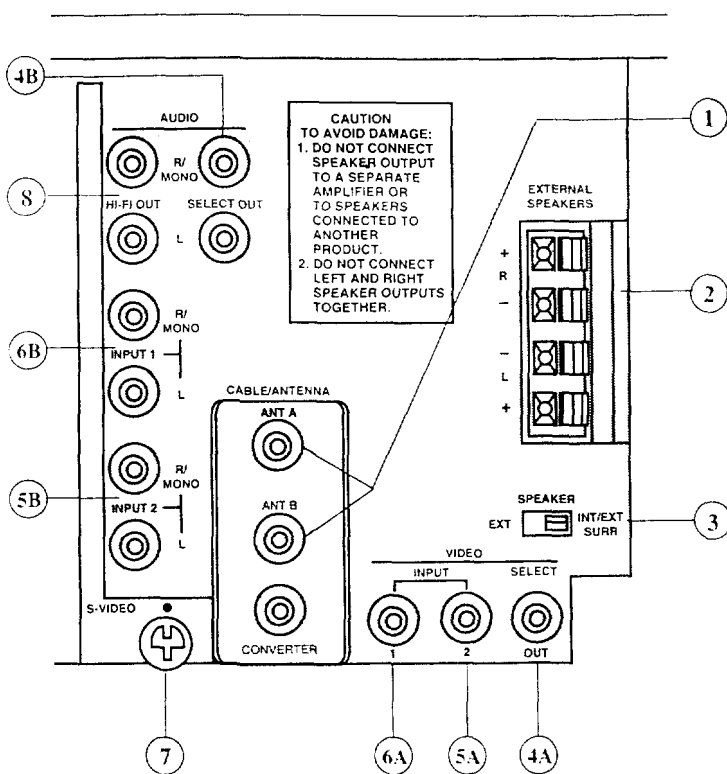 4B
AUDIO
R/
MONO
8
HI-FI OUT
SELECT OUT
L
R/
MONO
6B
INPUT 1
L
R/
MONO
5B
INPUT 2
L
S-VIDEO
7
CAUTION
TO AVOID DAMAGE:
1. DO NOT CONNECT
SPEAKER OUTPUT
TO A SEPARATE
AMPLIFIER OR
TO SPEAKERS
CONNECTED TO
ANOTHER
PRODUCT.
2. DO NOT CONNECT
LEFT AND RIGHT
SPEAKER OUTPUTS
TOGETHER.
CABLE/ANTENNA
ANT A
ANT B
CONVERTER
1
EXTERNAL
SPEAKERS
+
R
−
−
L
+
2
SPEAKER
EXT
INT/EXT
SURR
3
VIDEO
INPUT
SELECT
1
2
OUT
6A
5A
4A